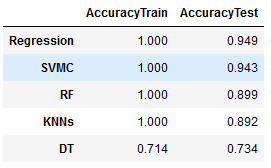 AccuracyTrain AccuracyTest
Regression 1.000 0.949
SVMC 1.000 0.943
RF 1.000 0.899
KNNs 1.000 0.892
DT 0.714 0.734